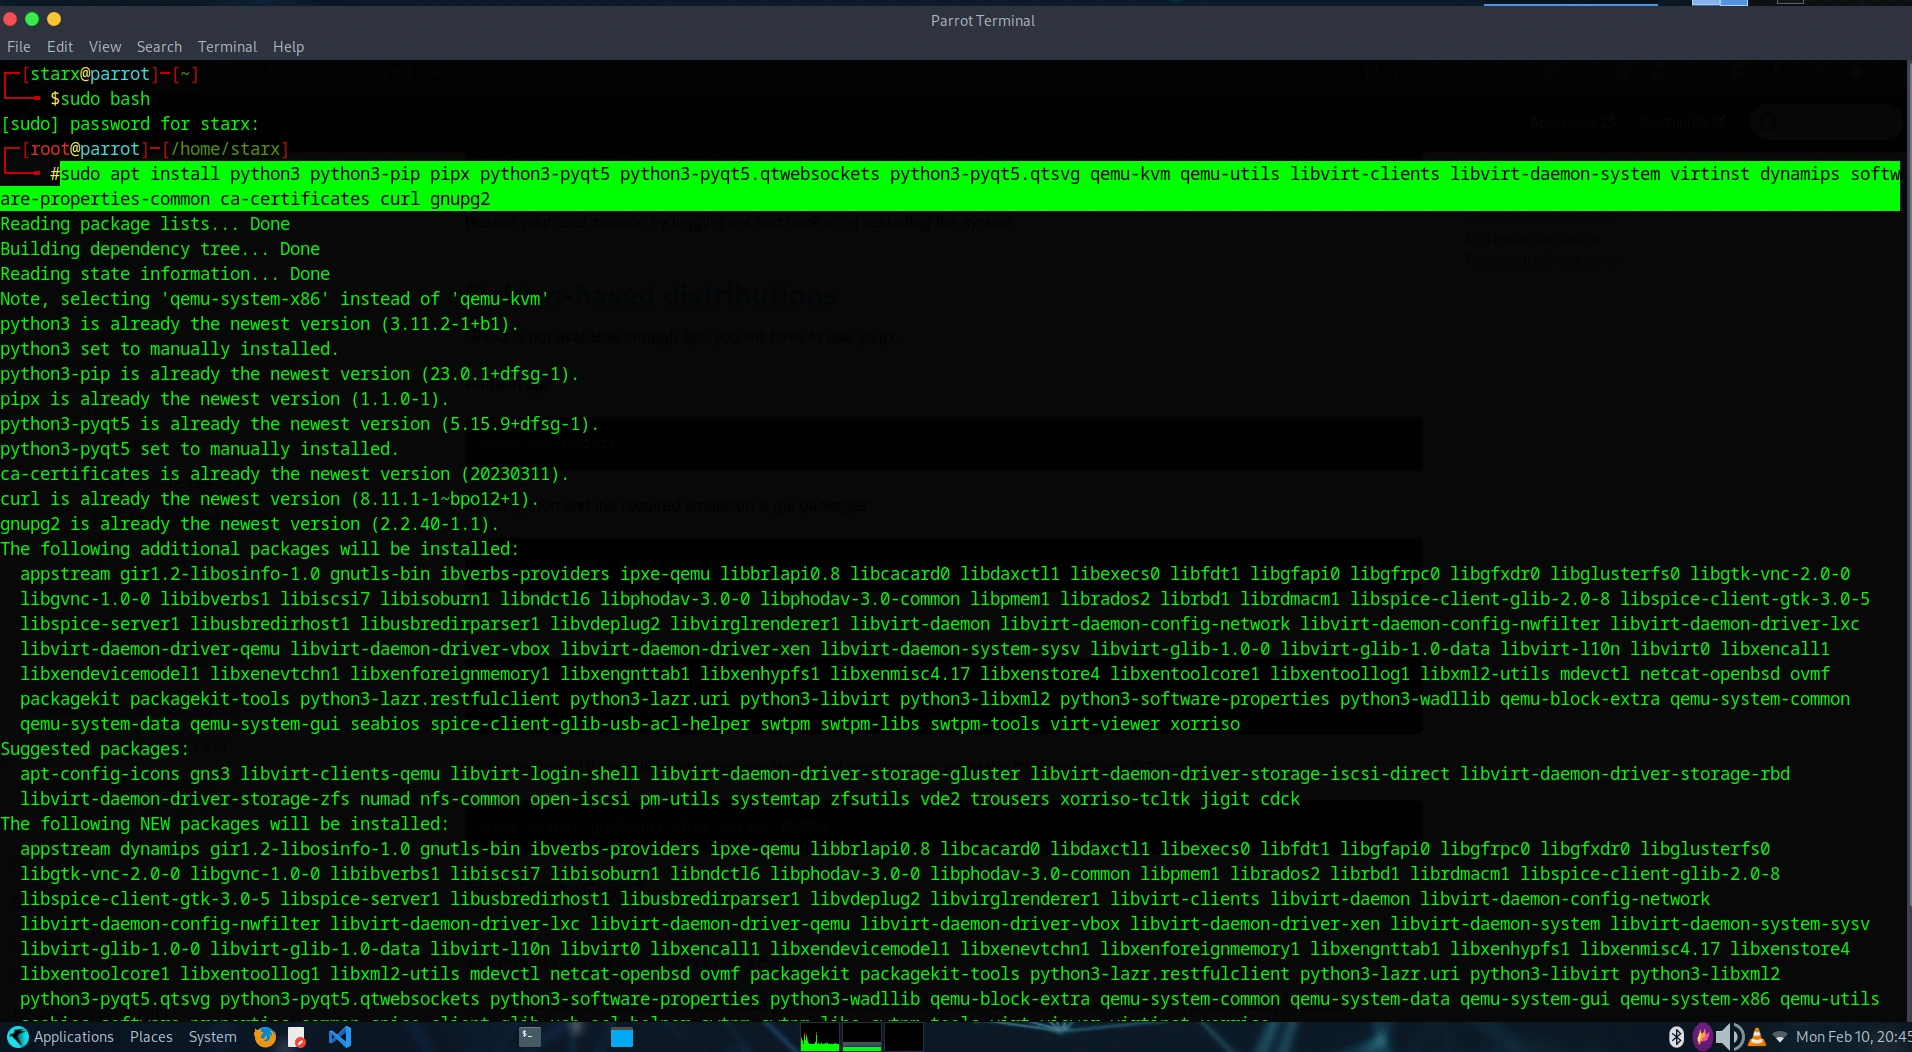 Parrot Terminal
File Edit View Search Terminal Help
┌─[starx@parrot]─[~]
└──╼ $sudo bash
[sudo] password for starx:
┌─[root@parrot]─[/home/starx]
└──╼ #sudo apt install python3 python3-pip pipx python3-pyqt5 python3-pyqt5.qtwebsockets python3-pyqt5.qtsvg qemu-kvm qemu-utils libvirt-clients libvirt-daemon-system virtinst dynamips softw
are-properties-common ca-certificates curl gnupg2
Reading package lists... Done
Building dependency tree... Done
Reading state information... Done
Note, selecting 'qemu-system-x86' instead of 'qemu-kvm'
python3 is already the newest version (3.11.2-1+b1).
python3 set to manually installed.
python3-pip is already the newest version (23.0.1+dfsg-1).
pipx is already the newest version (1.1.0-1).
python3-pyqt5 is already the newest version (5.15.9+dfsg-1).
python3-pyqt5 set to manually installed.
ca-certificates is already the newest version (20230311).
curl is already the newest version (8.11.1-1~bpo12+1).
gnupg2 is already the newest version (2.2.40-1.1).
The following additional packages will be installed:
appstream gir1.2-libosinfo-1.0 gnutls-bin ibverbs-providers ipxe-qemu libbrlapi0.8 libcacard0 libdaxctl1 libexecs0 libfdt1 libgfapi0 libgfrpc0 libgfxdr0 libglusterfs0 libgtk-vnc-2.0-0
libgvnc-1.0-0 libibverbs1 libiscsi7 libisoburn1 libndctl6 libphodav-3.0-0 libphodav-3.0-common libpmem1 librados2 librbd1 librdmacm1 libspice-client-glib-2.0-8 libspice-client-gtk-3.0-5
libspice-server1 libusbredirhost1 libusbredirparser1 libvdeplug2 libvirglrenderer1 libvirt-daemon libvirt-daemon-config-network libvirt-daemon-config-nwfilter libvirt-daemon-driver-lxc
libvirt-daemon-driver-qemu libvirt-daemon-driver-vbox libvirt-daemon-driver-xen libvirt-daemon-system-sysv libvirt-glib-1.0-0 libvirt-glib-1.0-data libvirt-l10n libvirt0 libxencall1
libxendevicemodel1 libxenevtchn1 libxenforeignmemory1 libxengnttab1 libxenhypfs1 libxenmisc4.17 libxenstore4 libxentoolcore1 libxentoollog1 libxml2-utils mdevctl netcat-openbsd ovmf
packagekit packagekit-tools python3-lazr.restfulclient python3-lazr.uri python3-libvirt python3-libxml2 python3-software-properties python3-wadllib qemu-block-extra qemu-system-common
qemu-system-data qemu-system-gui seabios spice-client-glib-usb-acl-helper swtpm swtpm-libs swtpm-tools virt-viewer xorriso
Suggested packages:
apt-config-icons gns3 libvirt-clients-qemu libvirt-login-shell libvirt-daemon-driver-storage-gluster libvirt-daemon-driver-storage-iscsi-direct libvirt-daemon-driver-storage-rbd
libvirt-daemon-driver-storage-zfs numad nfs-common open-iscsi pm-utils systemtap zfsutils vde2 trousers xorriso-tcltk jigit cdck
The following NEW packages will be installed:
appstream dynamips gir1.2-libosinfo-1.0 gnutls-bin ibverbs-providers ipxe-qemu libbrlapi0.8 libcacard0 libdaxctl1 libexecs0 libfdt1 libgfapi0 libgfrpc0 libgfxdr0 libglusterfs0
libgtk-vnc-2.0-0 libgvnc-1.0-0 libibverbs1 libiscsi7 libisoburn1 libndctl6 libphodav-3.0-0 libphodav-3.0-common libpmem1 librados2 librbd1 librdmacm1 libspice-client-glib-2.0-8
libspice-client-gtk-3.0-5 libspice-server1 libusbredirhost1 libusbredirparser1 libvdeplug2 libvirglrenderer1 libvirt-clients libvirt-daemon libvirt-daemon-config-network
libvirt-daemon-config-nwfilter libvirt-daemon-driver-lxc libvirt-daemon-driver-qemu libvirt-daemon-driver-vbox libvirt-daemon-driver-xen libvirt-daemon-system libvirt-daemon-system-sysv
libvirt-glib-1.0-0 libvirt-glib-1.0-data libvirt-l10n libvirt0 libxencall1 libxendevicemodel1 libxenevtchn1 libxenforeignmemory1 libxengnttab1 libxenhypfs1 libxenmisc4.17 libxenstore4
libxentoolcore1 libxentoollog1 libxml2-utils mdevctl netcat-openbsd ovmf packagekit packagekit-tools python3-lazr.restfulclient python3-lazr.uri python3-libvirt python3-libxml2
python3-pyqt5.qtsvg python3-pyqt5.qtwebsockets python3-software-properties python3-wadllib qemu-block-extra qemu-system-common qemu-system-data qemu-system-gui qemu-system-x86 qemu-utils
Applications Places System Mon Feb 10, 20:45